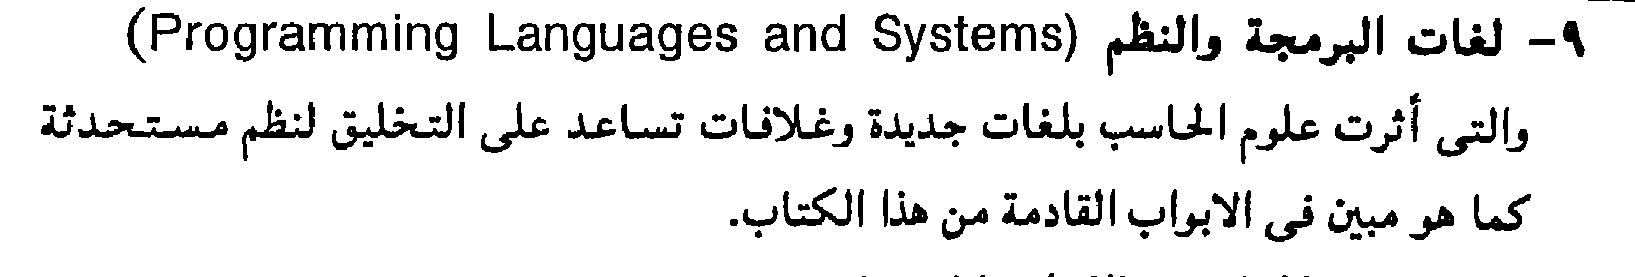 ٩- لغات البرمجة والنظم (Programming Languages and Systems)
والتى أثرت علوم الحاسب بلغات جديدة وغلافات تساعد على التخليق لنظم مستحدثة
كما هو مبين فى الابواب القادمة من هذا الكتاب.